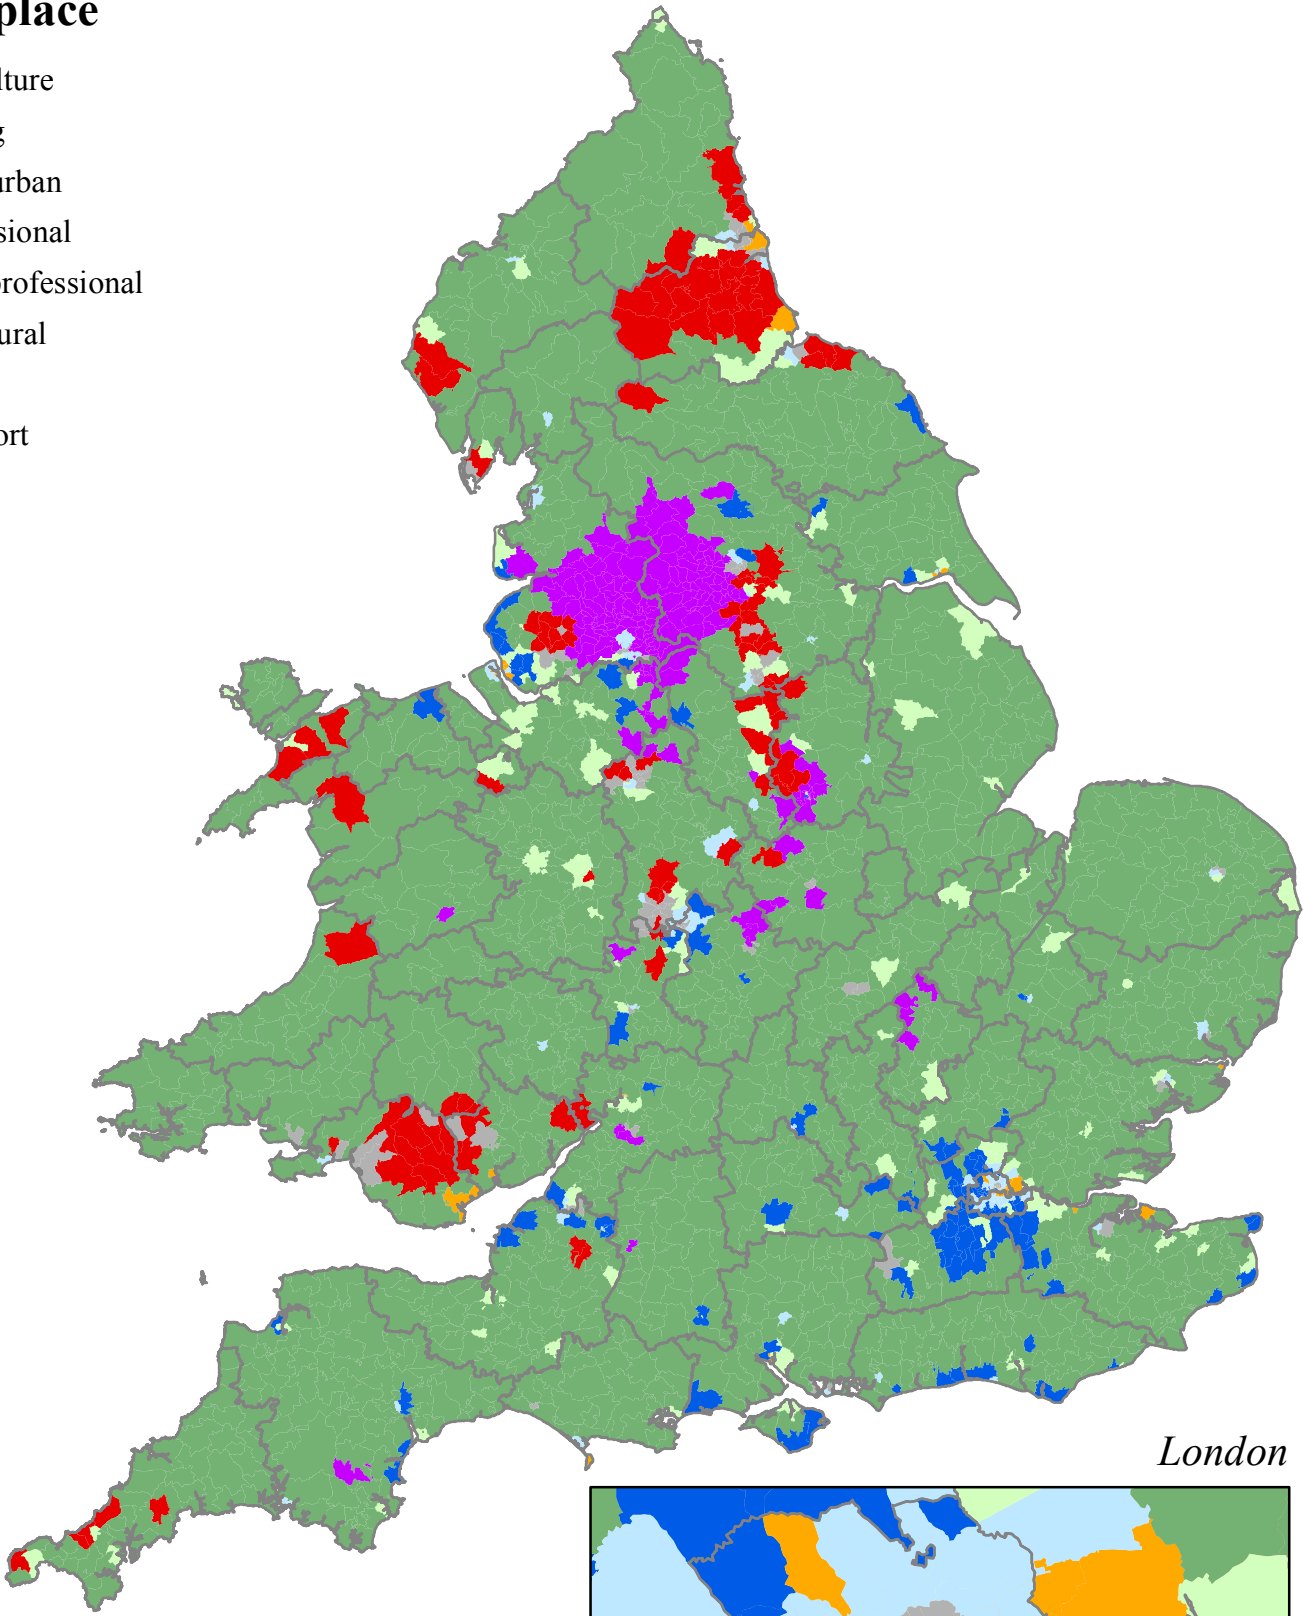 place
lture
g
urban
sional
professional
ural
ort
London